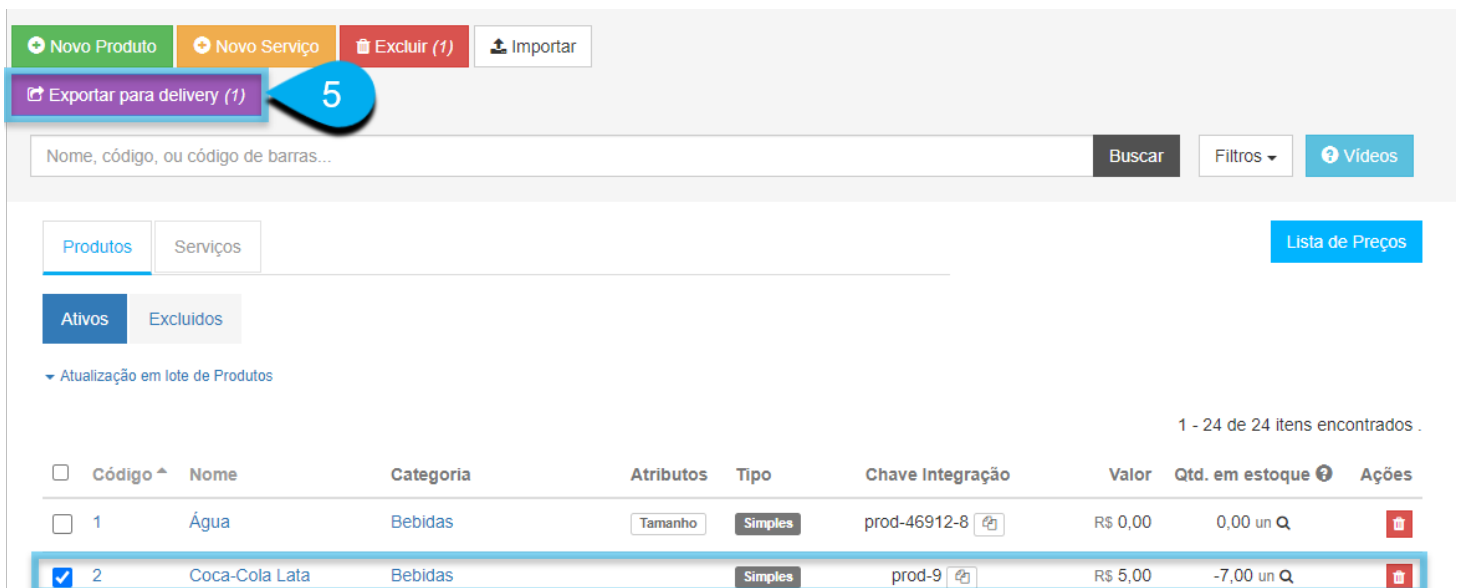 Novo Produto Novo Serviço Excluir (1) Importar
Exportar para delivery (1) 5
Nome, código, ou código de barras... Buscar Filtros Vídeos
Produtos Serviços Lista de Preços
Ativos Excluidos
Atualização em lote de Produtos
1 - 24 de 24 itens encontrados .
Código Nome Categoria Atributos Tipo Chave Integração Valor Qtd. em estoque Ações
1 Água Bebidas Tamanho Simples prod-46912-8 R$ 0,00 0,00 un
2 Coca-Cola Lata Bebidas Simples prod-9 R$ 5,00 -7,00 un